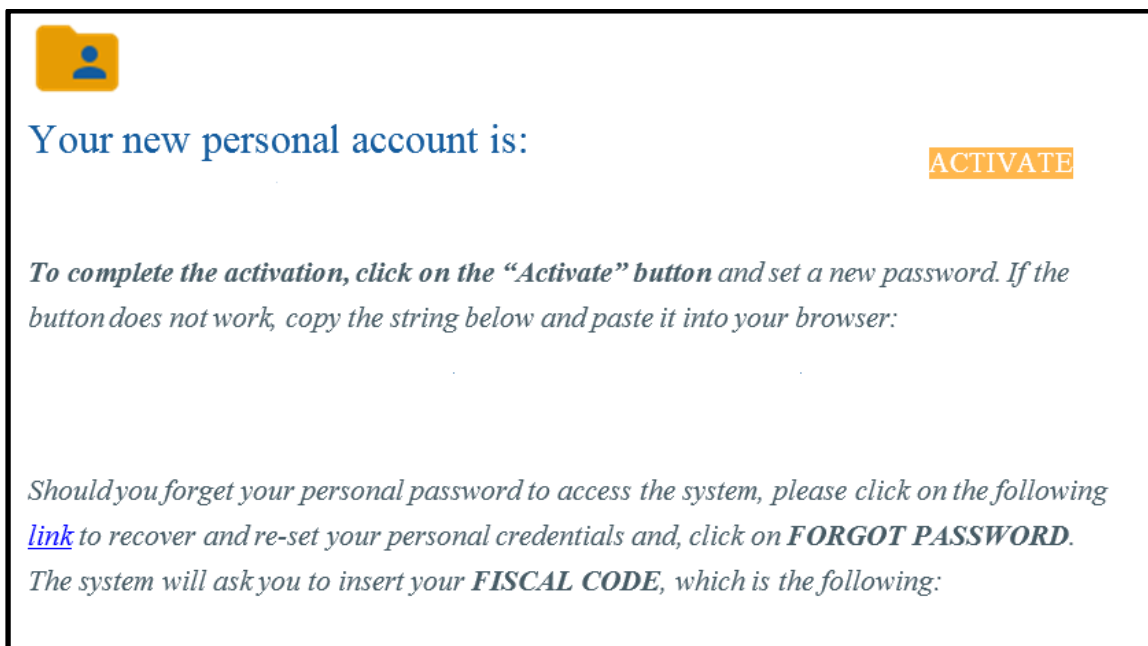 Your new personal account is:
ACTIVATE
To complete the activation, click on the “Activate” button and set a new password. If the
button does not work, copy the string below and paste it into your browser:
Should you forget your personal password to access the system, please click on the following
link to recover and re-set your personal credentials and, click on FORGOT PASSWORD.
The system will ask you to insert your FISCAL CODE, which is the following: